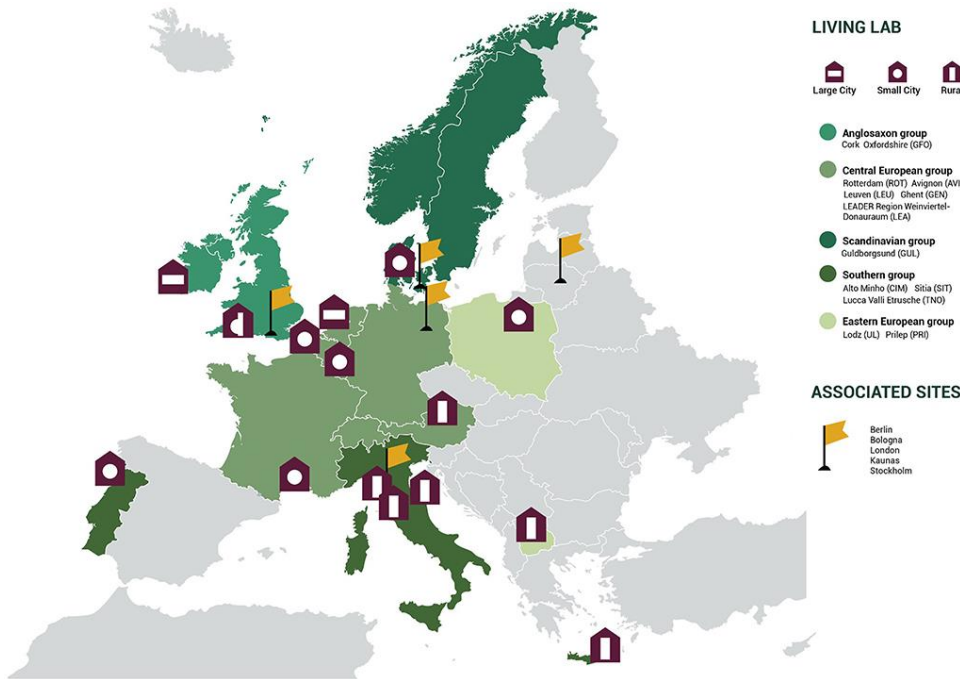 LIVING LAB
Large City Small City Rura
Anglosaxon group
Cork Oxfordshire (GFO)
Central European group
Rotterdam (ROT) Avignon (AVI
Leuven (LEU) Ghent (GEN)
LEADER Region Weinviertel-
Donauraum (LEA)
Scandinavian group
Guldborgsund (GUL)
Southern group
Alto Minho (CIM) Sitia (SIT)
Lucca Valli Etrusche (TNO)
Eastern European group
Lodz (UL) Prilep (PRI)
ASSOCIATED SITES
Berlin
Bologna
London
Kaunas
Stockholm